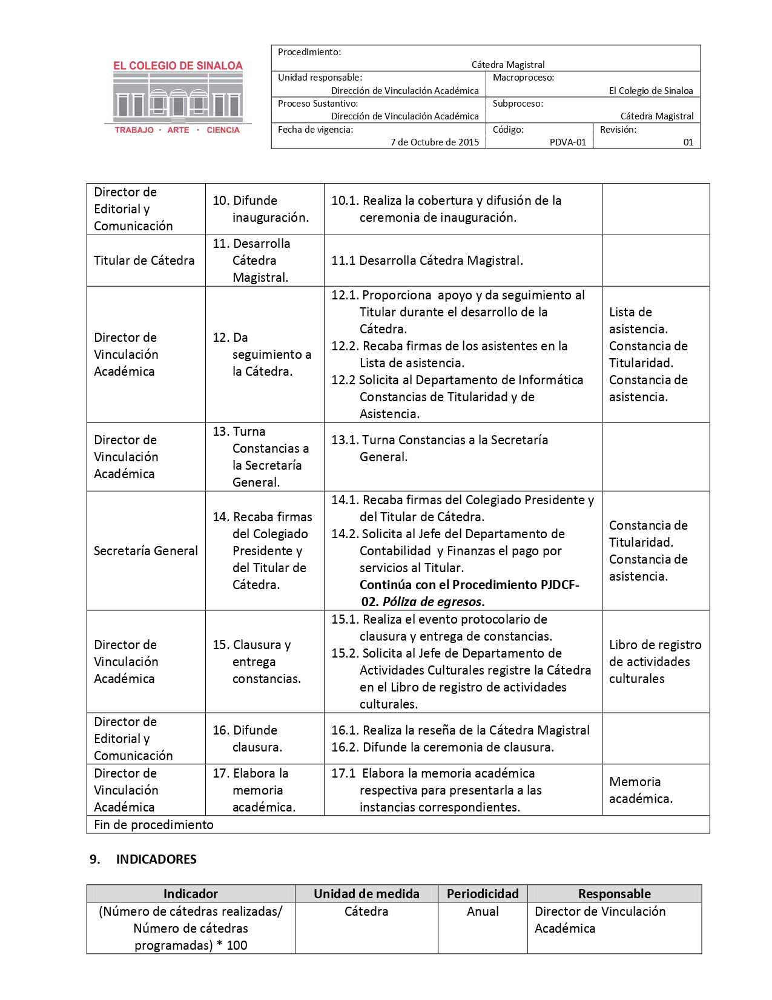 EL COLEGIO DE SINALOA
TRABAJO · ARTE · CIENCIA
Procedimiento:
Cátedra Magistral
Unidad responsable:
Dirección de Vinculación Académica
Macroproceso:
El Colegio de Sinaloa
Proceso Sustantivo:
Dirección de Vinculación Académica
Subproceso:
Cátedra Magistral
Fecha de vigencia:
7 de Octubre de 2015
Código:
PDVA-01
Revisión:
01
Director de
Editorial y
Comunicación
10. Difunde
inauguración.
10.1. Realiza la cobertura y difusión de la
ceremonia de inauguración.
Titular de Cátedra
11. Desarrolla
Cátedra
Magistral.
11.1 Desarrolla Cátedra Magistral.
Director de
Vinculación
Académica
12. Da
seguimiento a
la Cátedra.
12.1. Proporciona  apoyo y da seguimiento al
Titular durante el desarrollo de la
Cátedra.
12.2. Recaba firmas de los asistentes en la
Lista de asistencia.
12.2 Solicita al Departamento de Informática
Constancias de Titularidad y de
Asistencia.
Lista de
asistencia.
Constancia de
Titularidad.
Constancia de
asistencia.
Director de
Vinculación
Académica
13. Turna
Constancias a
la Secretaría
General.
13.1. Turna Constancias a la Secretaría
General.
Secretaría General
14. Recaba firmas
del Colegiado
Presidente y
del Titular de
Cátedra.
14.1. Recaba firmas del Colegiado Presidente y
del Titular de Cátedra.
14.2. Solicita al Jefe del Departamento de
Contabilidad  y Finanzas el pago por
servicios al Titular.
Continúa con el Procedimiento PJDCF-
02. Póliza de egresos.
Constancia de
Titularidad.
Constancia de
asistencia.
Director de
Vinculación
Académica
15. Clausura y
entrega
constancias.
15.1. Realiza el evento protocolario de
clausura y entrega de constancias.
15.2. Solicita al Jefe de Departamento de
Actividades Culturales registre la Cátedra
en el Libro de registro de actividades
culturales.
Libro de registro
de actividades
culturales
Director de
Editorial y
Comunicación
16. Difunde
clausura.
16.1. Realiza la reseña de la Cátedra Magistral
16.2. Difunde la ceremonia de clausura.
Director de
Vinculación
Académica
17. Elabora la
memoria
académica.
17.1  Elabora la memoria académica
respectiva para presentarla a las
instancias correspondientes.
Memoria
académica.
Fin de procedimiento
9. INDICADORES
Indicador Unidad de medida Periodicidad Responsable
(Número de cátedras realizadas/
Número de cátedras
programadas) * 100
Cátedra
Anual
Director de Vinculación
Académica